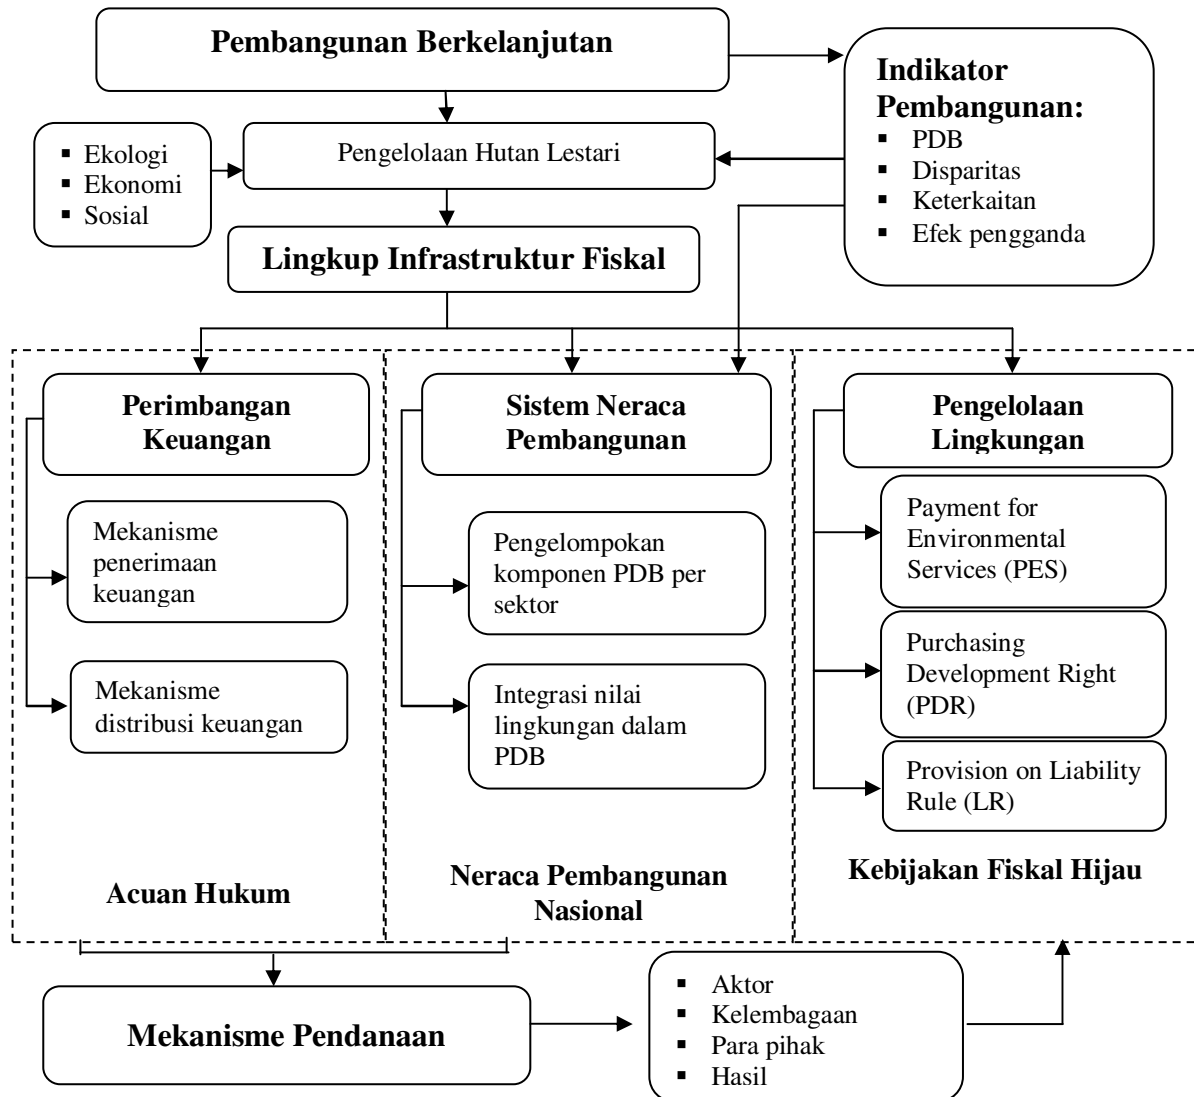 Pembangunan Berkelanjutan
Indikator
Pembangunan:
▪ PDB
▪ Disparitas
▪ Keterkaitan
▪ Efek pengganda
▪ Ekologi
▪ Ekonomi
▪ Sosial
Pengelolaan Hutan Lestari
Lingkup Infrastruktur Fiskal
Perimbangan
Keuangan
Mekanisme
penerimaan
keuangan
Mekanisme
distribusi keuangan
Acuan Hukum
Sistem Neraca
Pembangunan
Pengelompokan
komponen PDB per
sektor
Integrasi nilai
lingkungan dalam
PDB
Neraca Pembangunan
Nasional
Pengelolaan
Lingkungan
Payment for
Environmental
Services (PES)
Purchasing
Development Right
(PDR)
Provision on Liability
Rule (LR)
Kebijakan Fiskal Hijau
Mekanisme Pendanaan
▪ Aktor
▪ Kelembagaan
▪ Para pihak
▪ Hasil